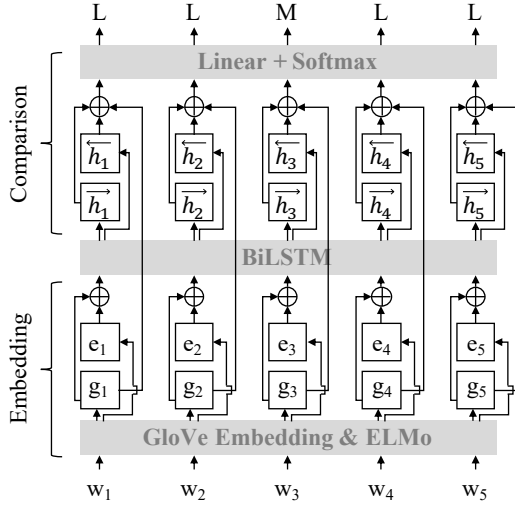 L L M L L
Linear + Softmax
Comparison
h₁ h₂ h₃ h₄ h₅
h₁ h₂ h₃ h₄ h₅
BiLSTM
Embedding
e₁ e₂ e₃ e₄ e₅
g₁ g₂ g₃ g₄ g₅
GloVe Embedding & ELMo
w₁ w₂ w₃ w₄ w₅